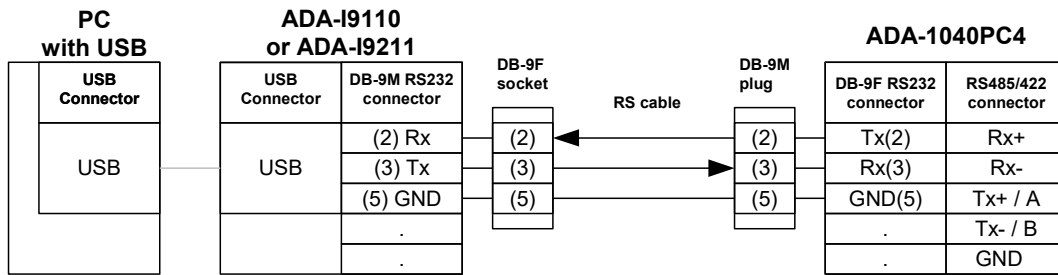 PC
with USB
ADA-I9110
or ADA-I9211
ADA-1040PC4
USB
Connector
USB
Connector
DB-9M RS232
connector
DB-9F
socket
RS cable
DB-9M
plug
DB-9F RS232
connector
RS485/422
connector
USB
USB
(2) Rx
(2)
(2)
Tx(2)
Rx+
(3) Tx
(3)
(3)
Rx(3)
Rx-
(5) GND
(5)
(5)
GND(5)
Tx+ / A
.
.
Tx- / B
.
.
GND